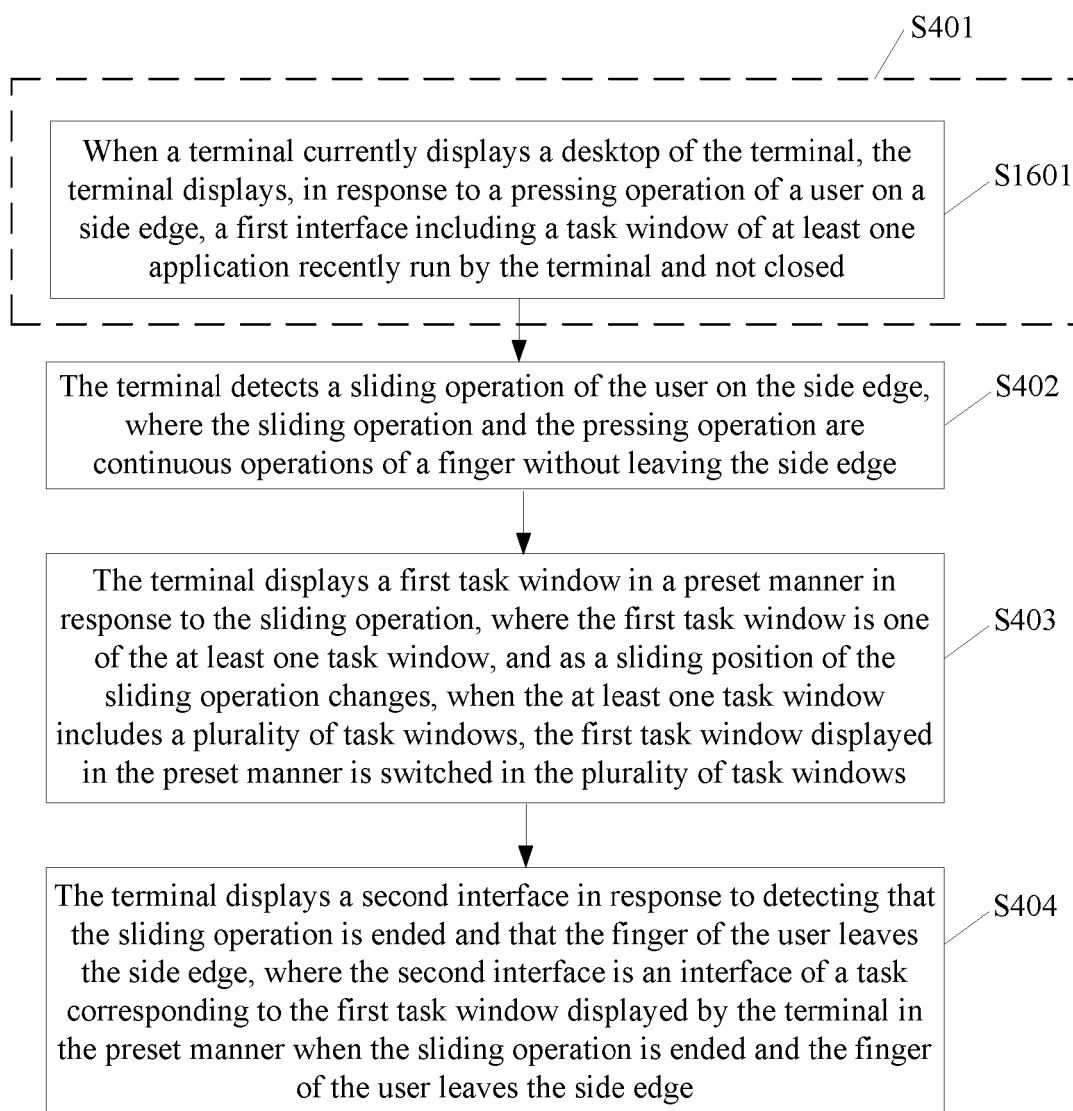 S401
When a terminal currently displays a desktop of the terminal, the
terminal displays, in response to a pressing operation of a user on a
side edge, a first interface including a task window of at least one
application recently run by the terminal and not closed
S1601
The terminal detects a sliding operation of the user on the side edge,
where the sliding operation and the pressing operation are
continuous operations of a finger without leaving the side edge
S402
The terminal displays a first task window in a preset manner in
response to the sliding operation, where the first task window is one
of the at least one task window, and as a sliding position of the
sliding operation changes, when the at least one task window
includes a plurality of task windows, the first task window displayed
in the preset manner is switched in the plurality of task windows
S403
The terminal displays a second interface in response to detecting that
the sliding operation is ended and that the finger of the user leaves
the side edge, where the second interface is an interface of a task
corresponding to the first task window displayed by the terminal in
the preset manner when the sliding operation is ended and the finger
of the user leaves the side edge
S404